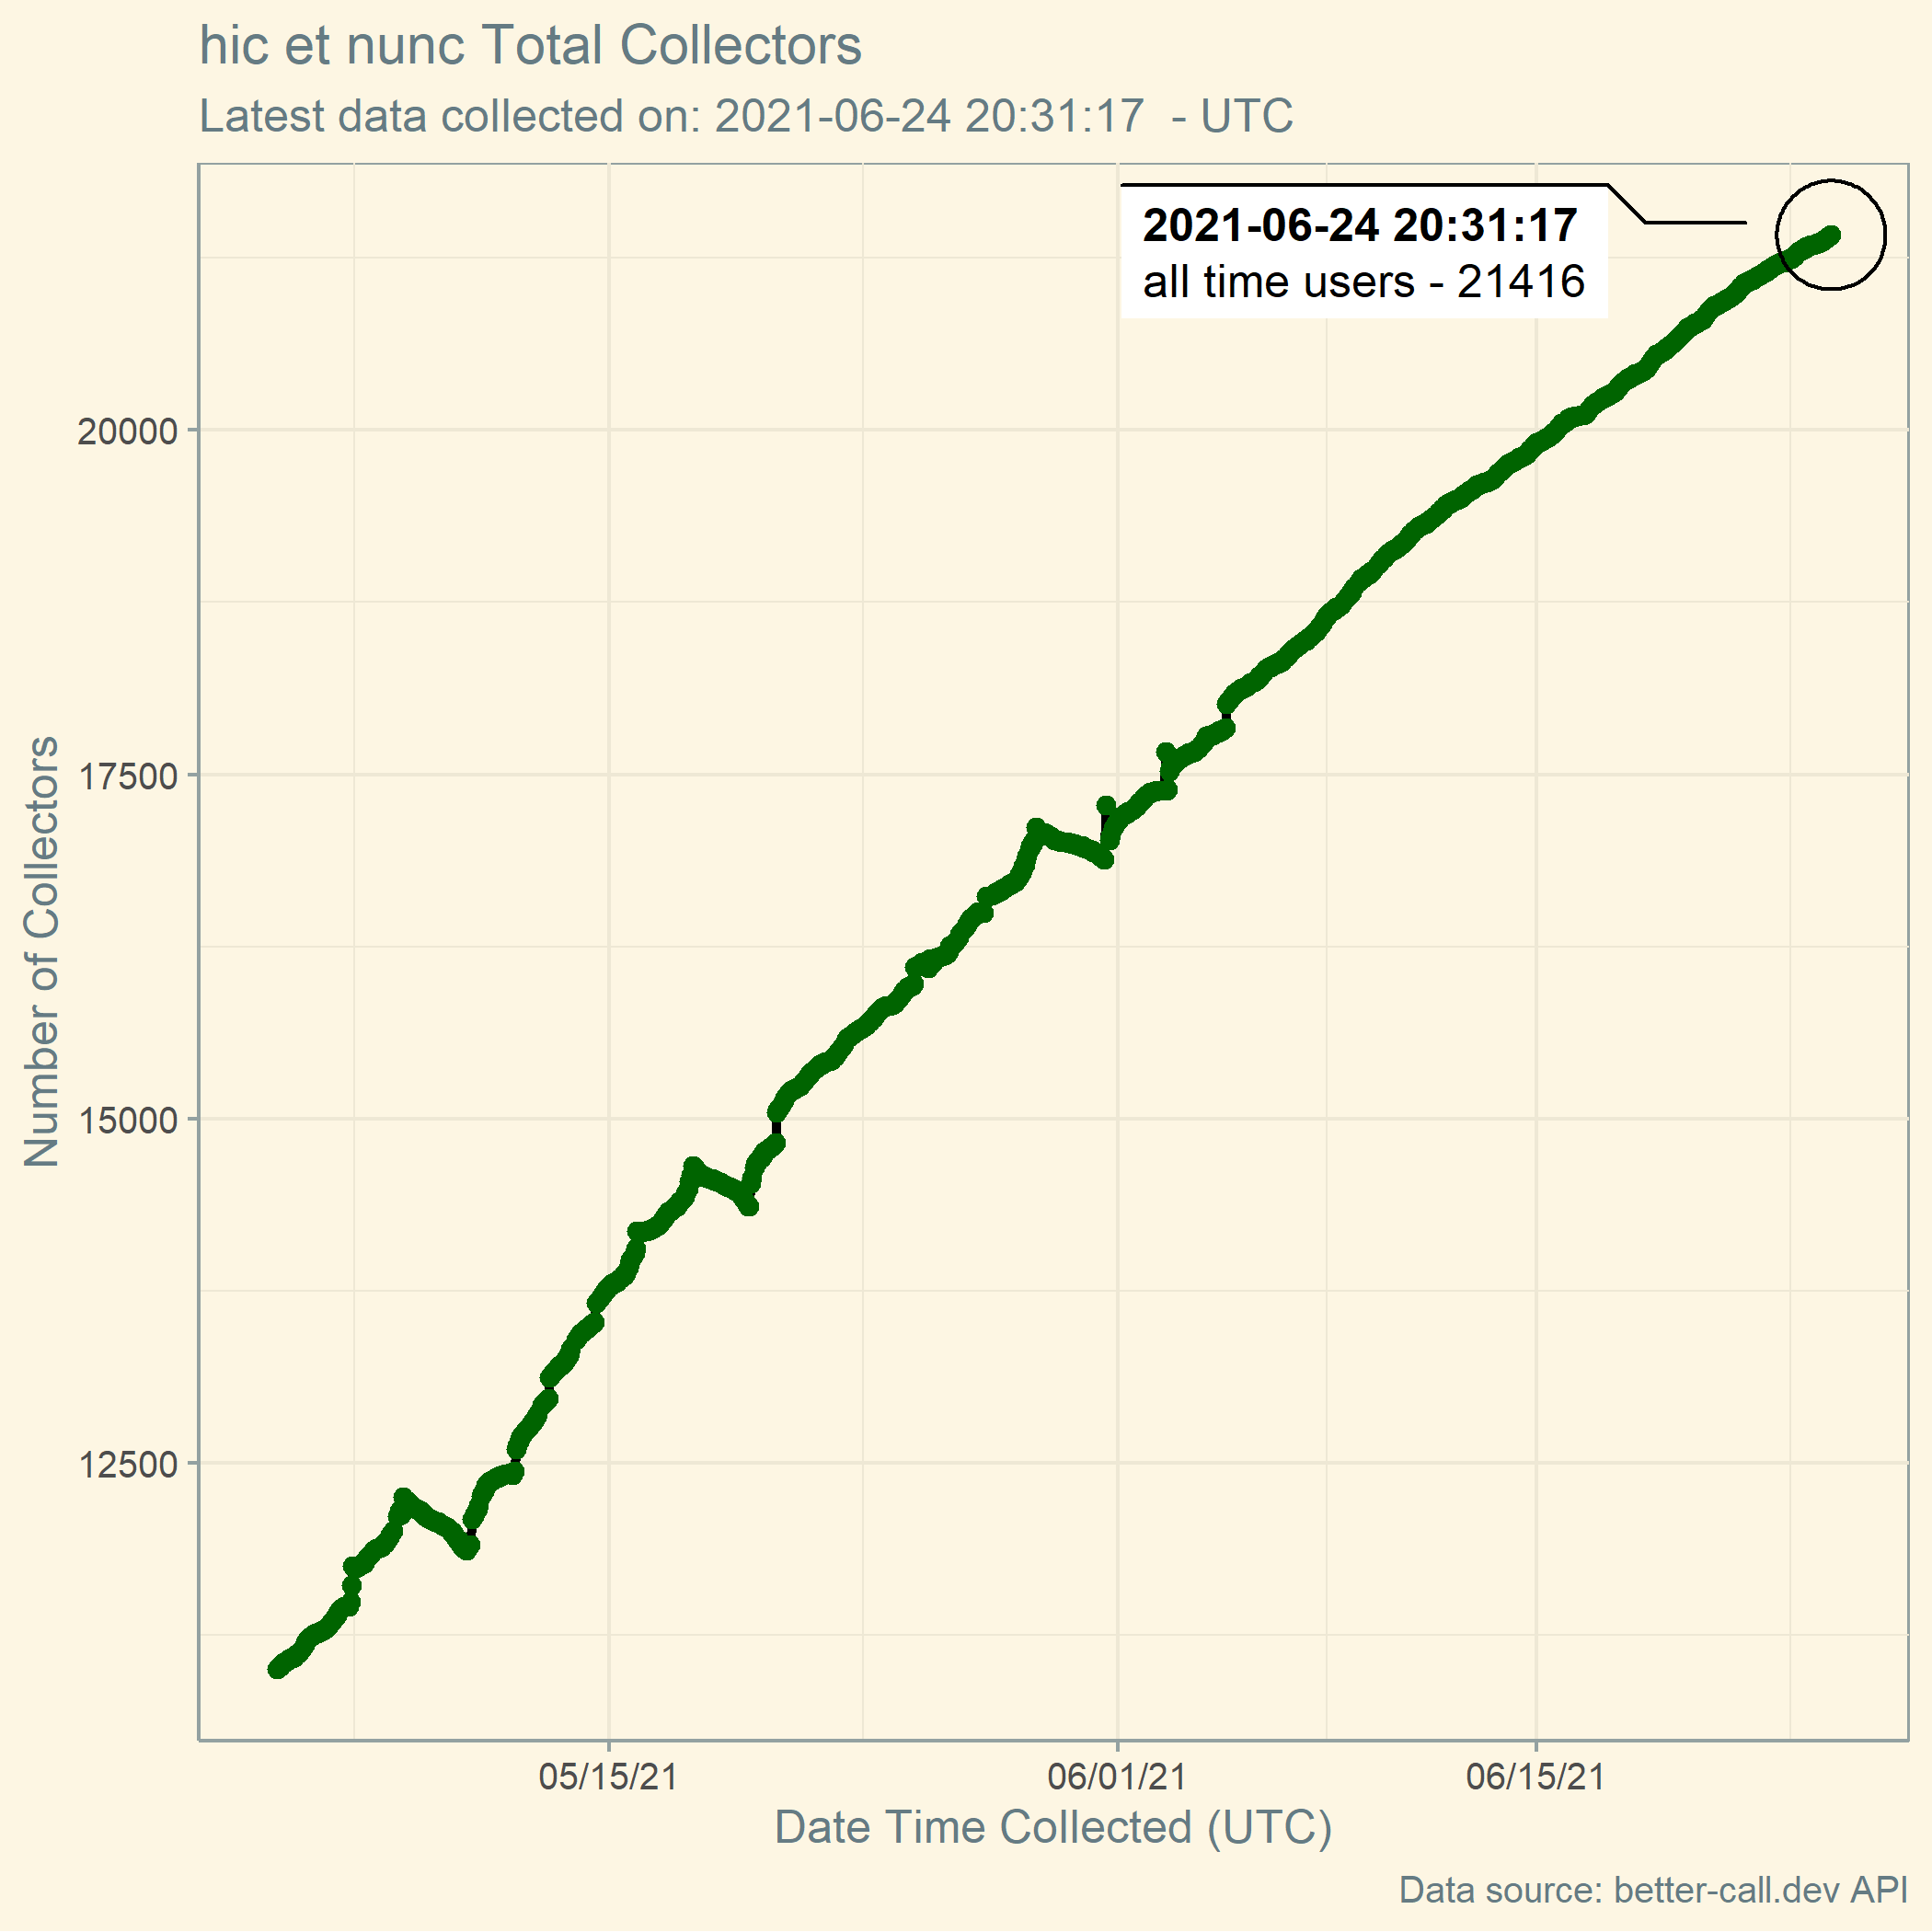 hic et nunc Total Collectors
Latest data collected on: 2021-06-24 20:31:17  - UTC
2021-06-24 20:31:17
all time users - 21416
Number of Collectors
20000
17500
15000
12500
05/15/21
06/01/21
06/15/21
Date Time Collected (UTC)
Data source: better-call.dev API